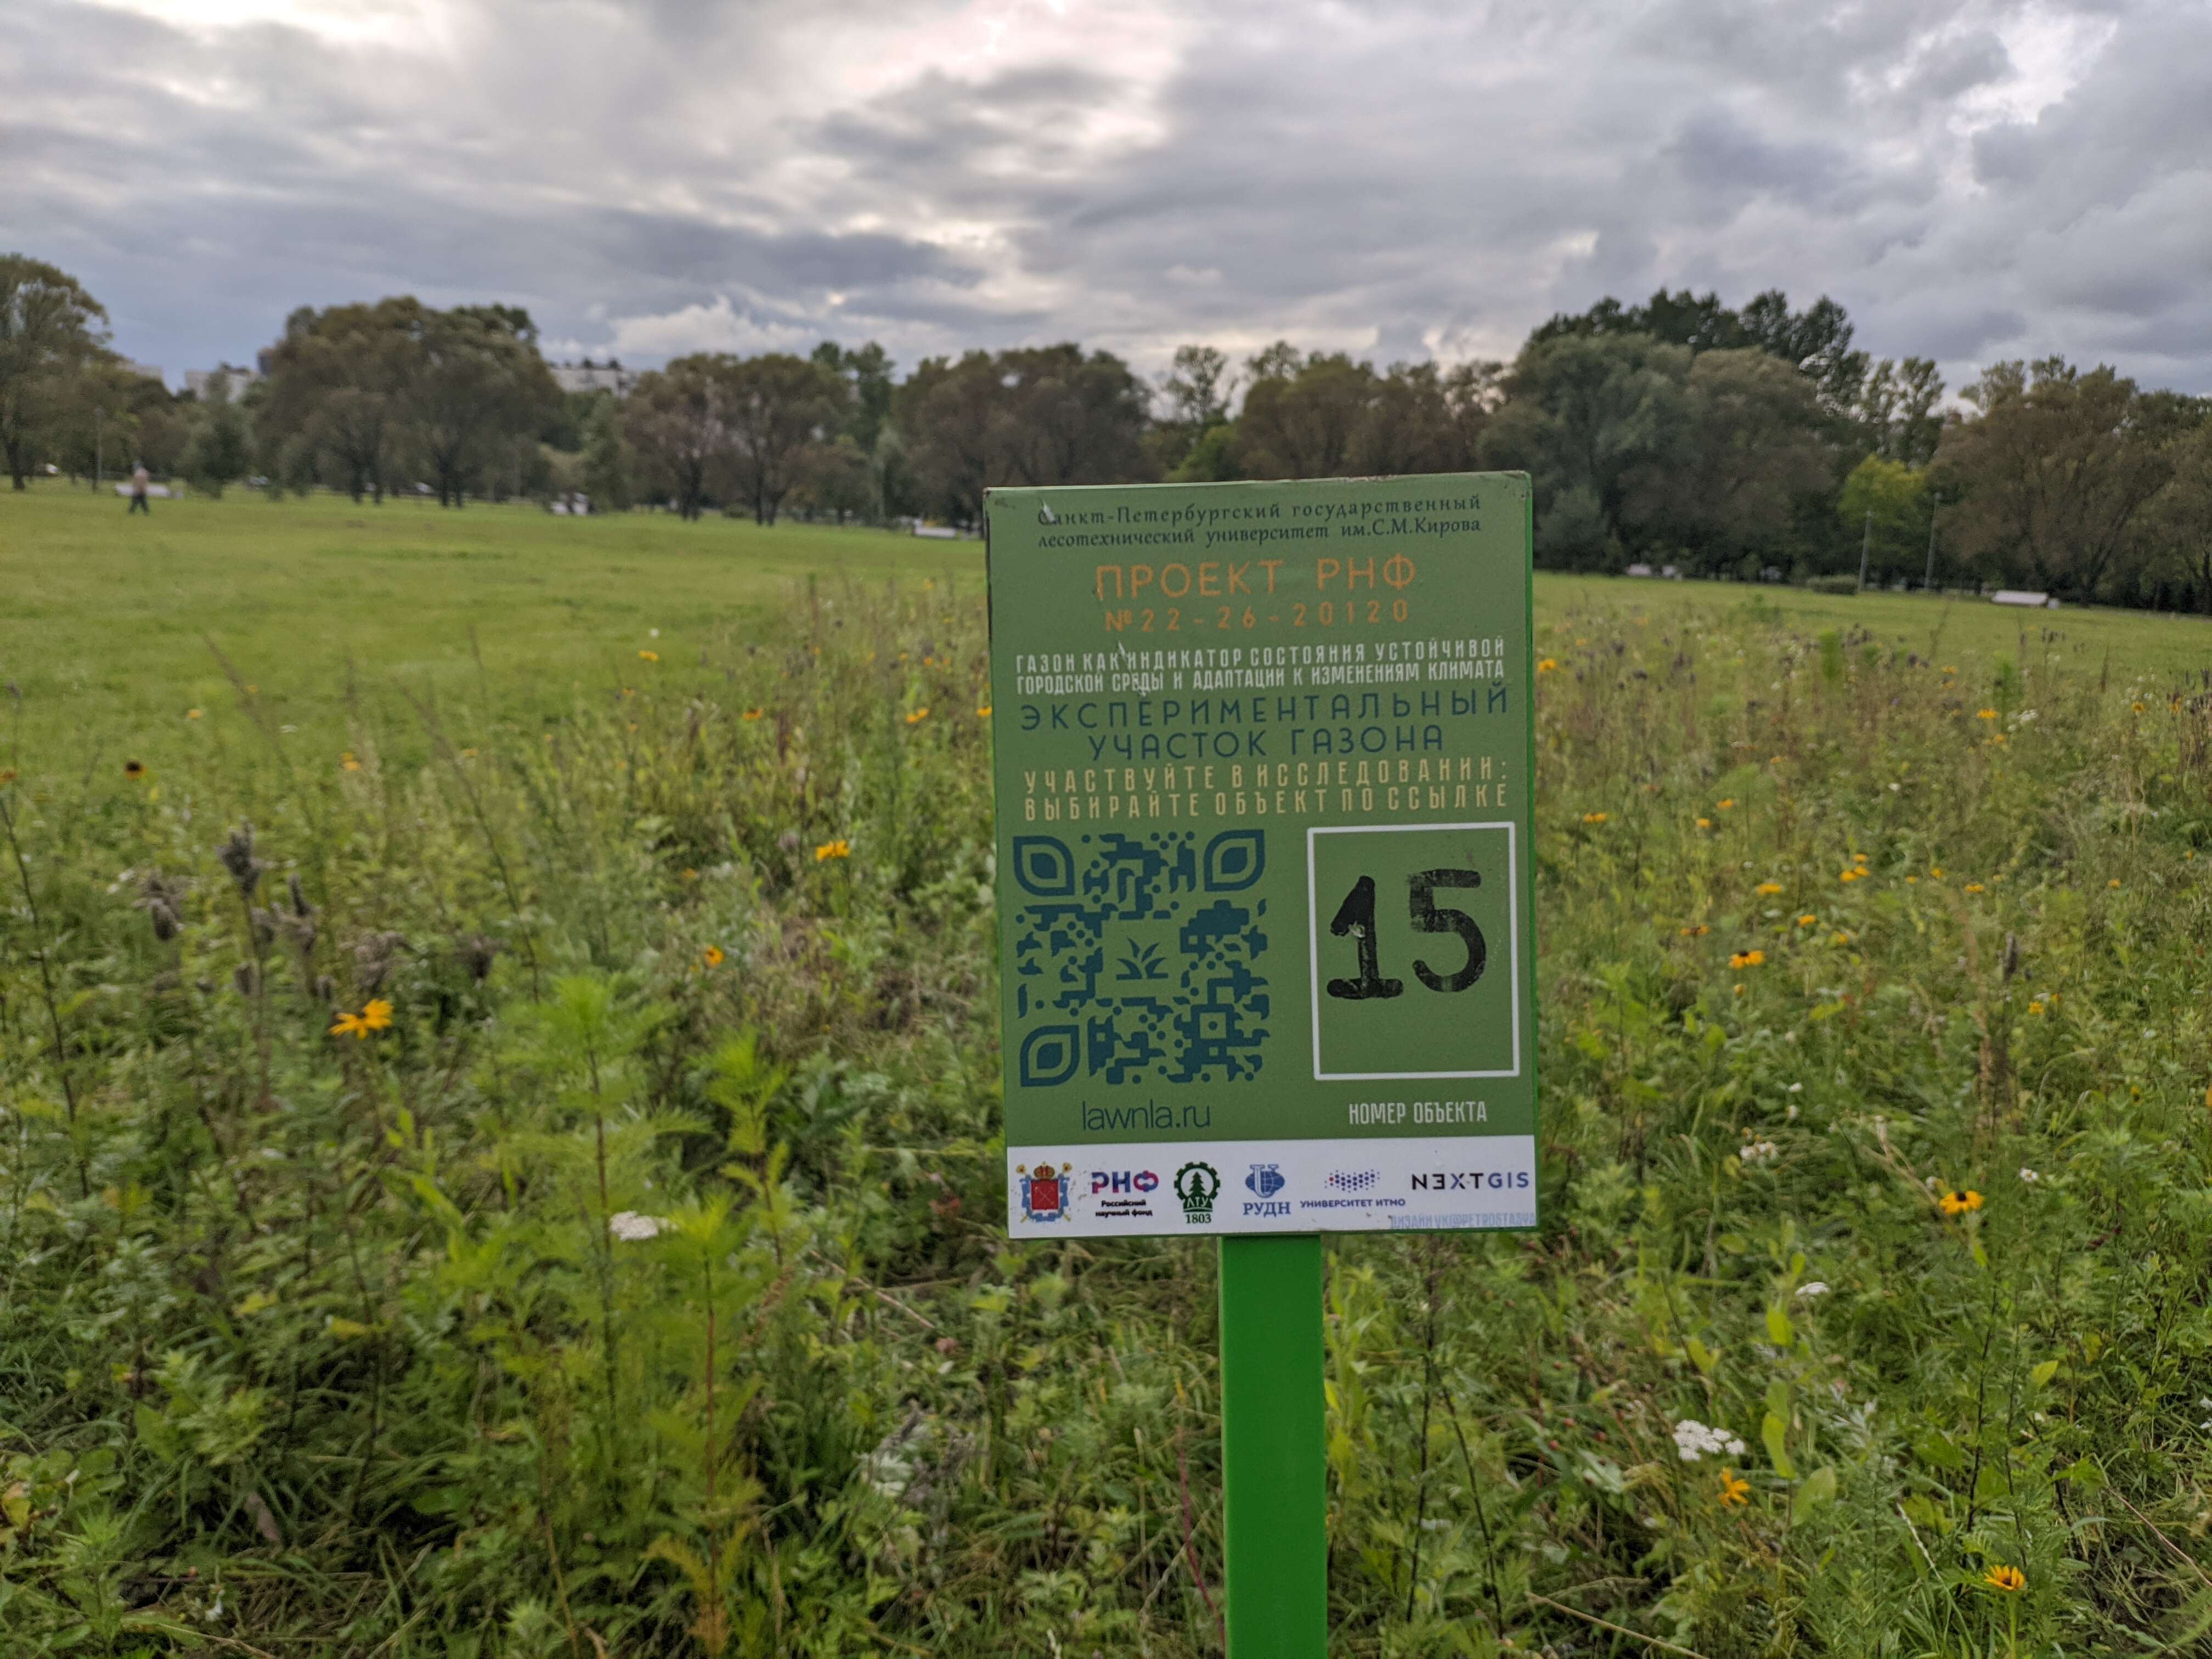 Санкт-Петербургский государственный
лесотехнический университет им.С.М.Кирова
ПРОЕКТ РНФ
№22-26-20120
ГАЗОН КАК ИНДИКАТОР СОСТОЯНИЯ УСТОЙЧИВОЙ
ГОРОДСКОЙ СРЕДЫ И АДАПТАЦИИ К ИЗМЕНЕНИЯМ КЛИМАТА
ЭКСПЕРИМЕНТАЛЬНЫЙ
УЧАСТОК ГАЗОНА
УЧАСТВУЙТЕ В ИССЛЕДОВАНИИ:
ВЫБИРАЙТЕ ОБЪЕКТ ПО ССЫЛКЕ
15
lawnla.ru
НОМЕР ОБЪЕКТА
РНФ
Российский
научный фонд
ЛТУ
1803
РУДН
УНИВЕРСИТЕТ ИТМО
NEXTGIS
ДИЗАЙН